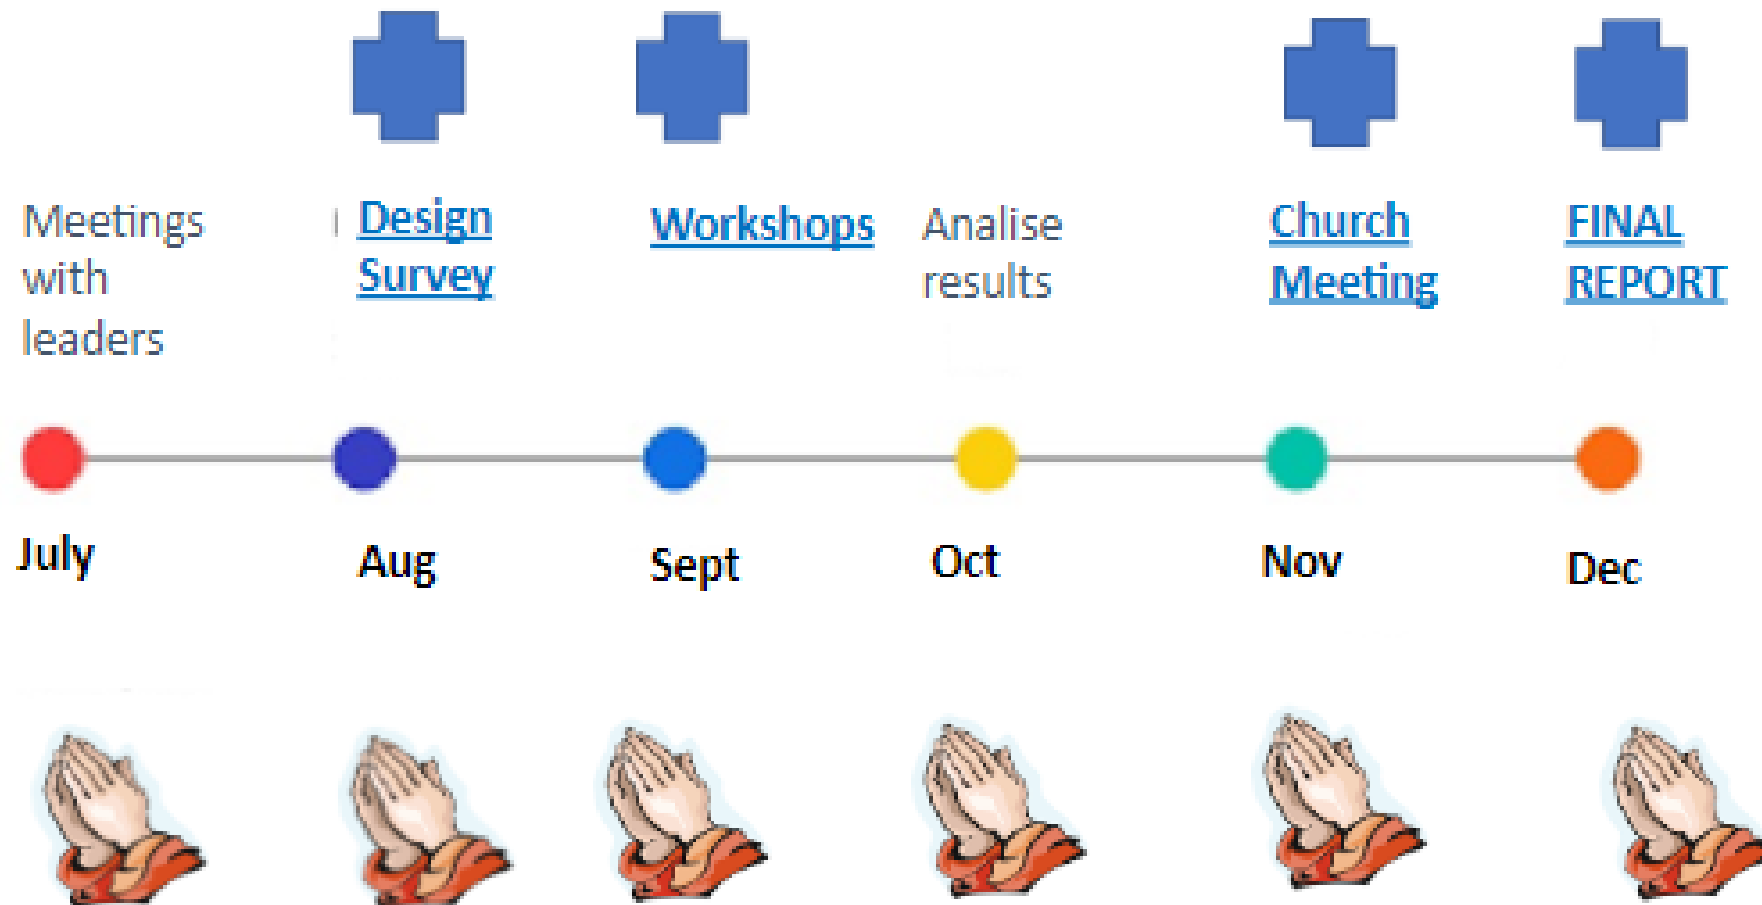 Meetings
with
leaders
Design
Survey
Workshops
Analise
results
Church
Meeting
FINAL
REPORT
July
Aug
Sept
Oct
Nov
Dec